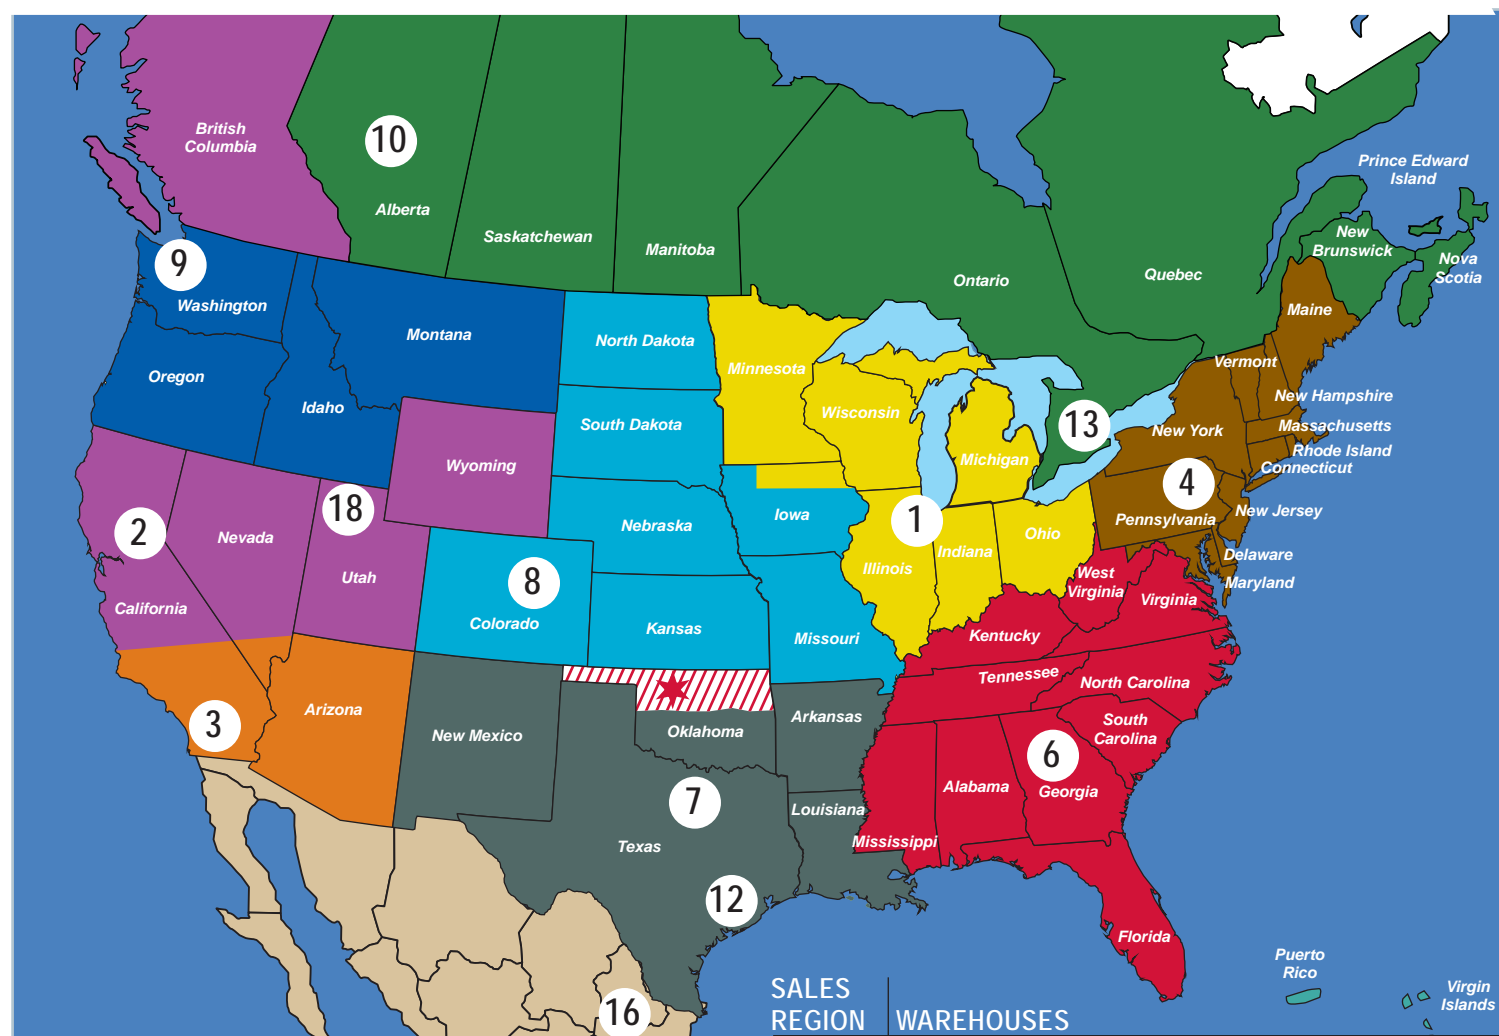 British
Columbia
10
Alberta
Saskatchewan
Manitoba
Ontario
Quebec
Prince Edward
Island
New
Brunswick
Nova
Scotia
9
Washington
Oregon
Idaho
Montana
North Dakota
South Dakota
Minnesota
Wisconsin
Michigan
13
Maine
Vermont
New Hampshire
Massachusetts
Rhode Island
Connecticut
New York
4
Pennsylvania
New Jersey
Delaware
Maryland
Wyoming
18
2
Nevada
Utah
California
8
Colorado
Nebraska
Iowa
Kansas
Missouri
1
Illinois
Indiana
Ohio
West
Virginia
Virginia
Kentucky
Tennessee
North Carolina
South
Carolina
3
Arizona
New Mexico
Oklahoma
Arkansas
7
Texas
12
Louisiana
Mississippi
Alabama
6
Georgia
Florida
Puerto
Rico
Virgin
Islands
16
SALES
REGION
WAREHOUSES